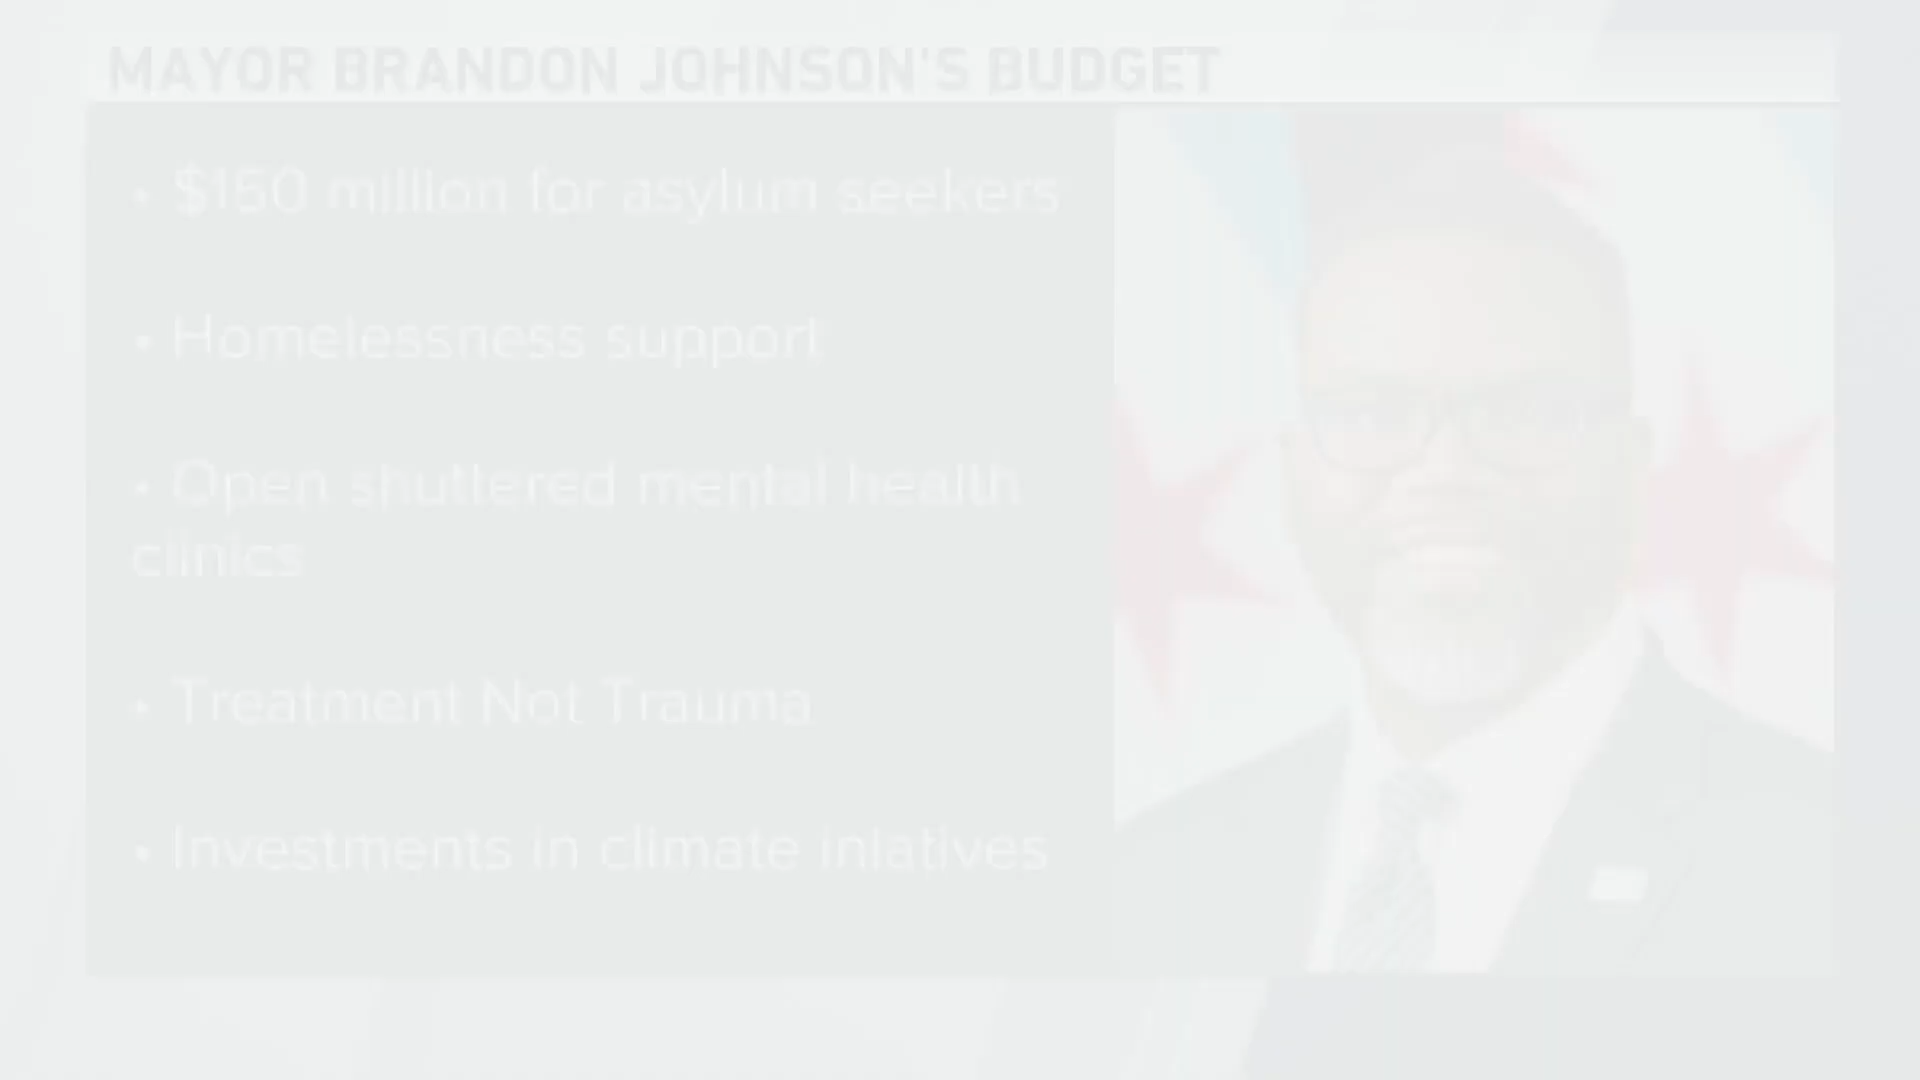 MAYOR BRANDON JOHNSON'S BUDGET
• $150 million for asylum seekers
• Homelessness support
• Open shuttered mental health
clinics
• Treatment Not Trauma
• Investments in climate iniatives